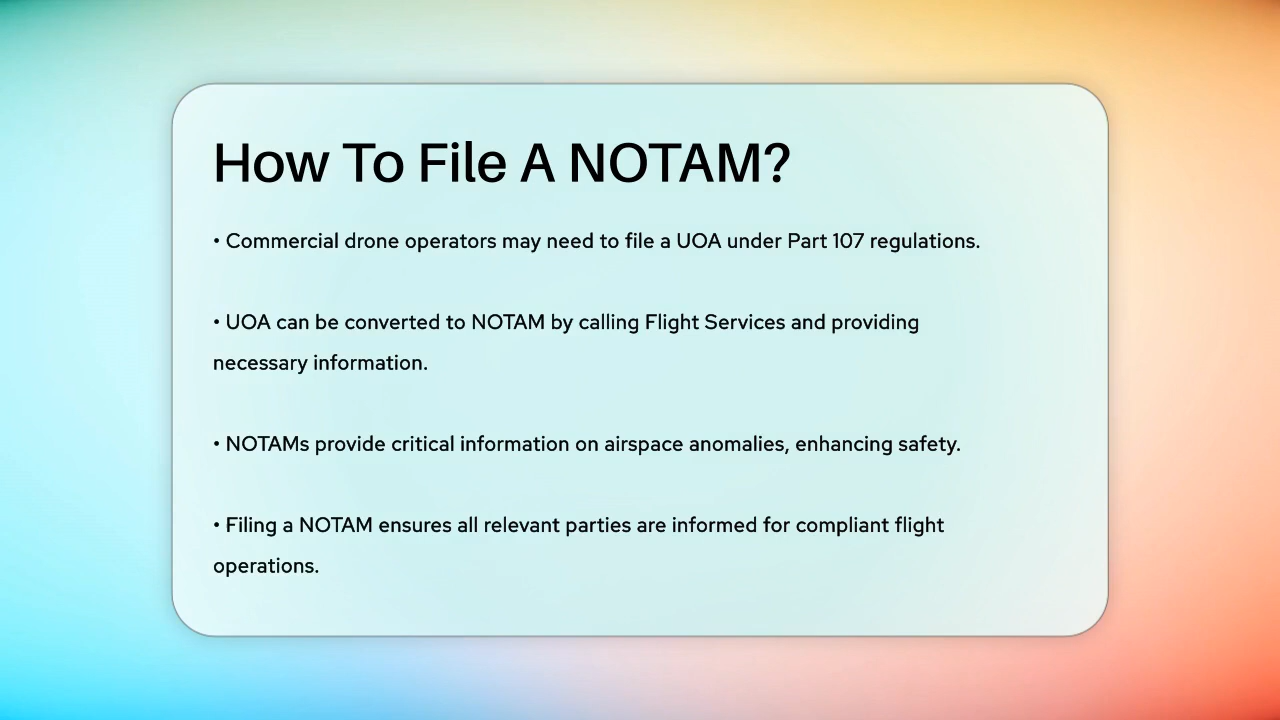 How To File A NOTAM?
• Commercial drone operators may need to file a UOA under Part 107 regulations.
• UOA can be converted to NOTAM by calling Flight Services and providing
necessary information.
• NOTAMs provide critical information on airspace anomalies, enhancing safety.
• Filing a NOTAM ensures all relevant parties are informed for compliant flight
operations.